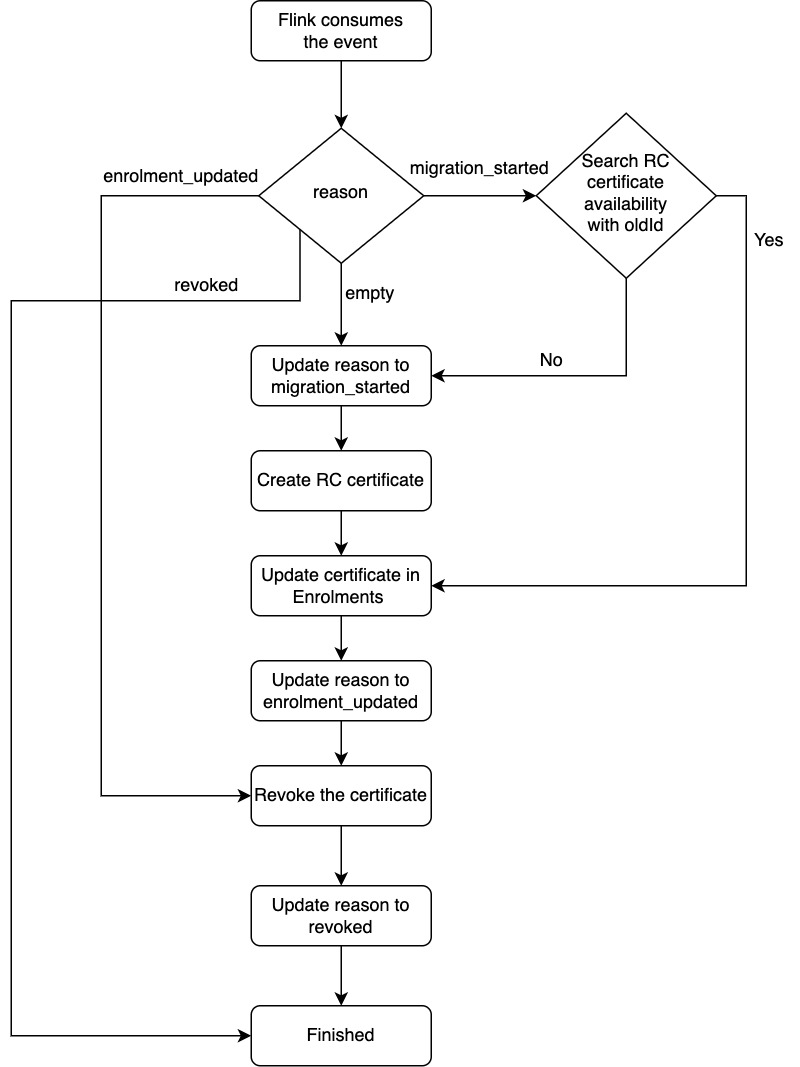 Flink consumes
the event
enrolment_updated
reason
migration_started
Search RC
certificate
availability
with oldId
Yes
revoked
empty
No
Update reason to
migration_started
Create RC certificate
Update certificate in
Enrolments
Update reason to
enrolment_updated
Revoke the certificate
Update reason to
revoked
Finished